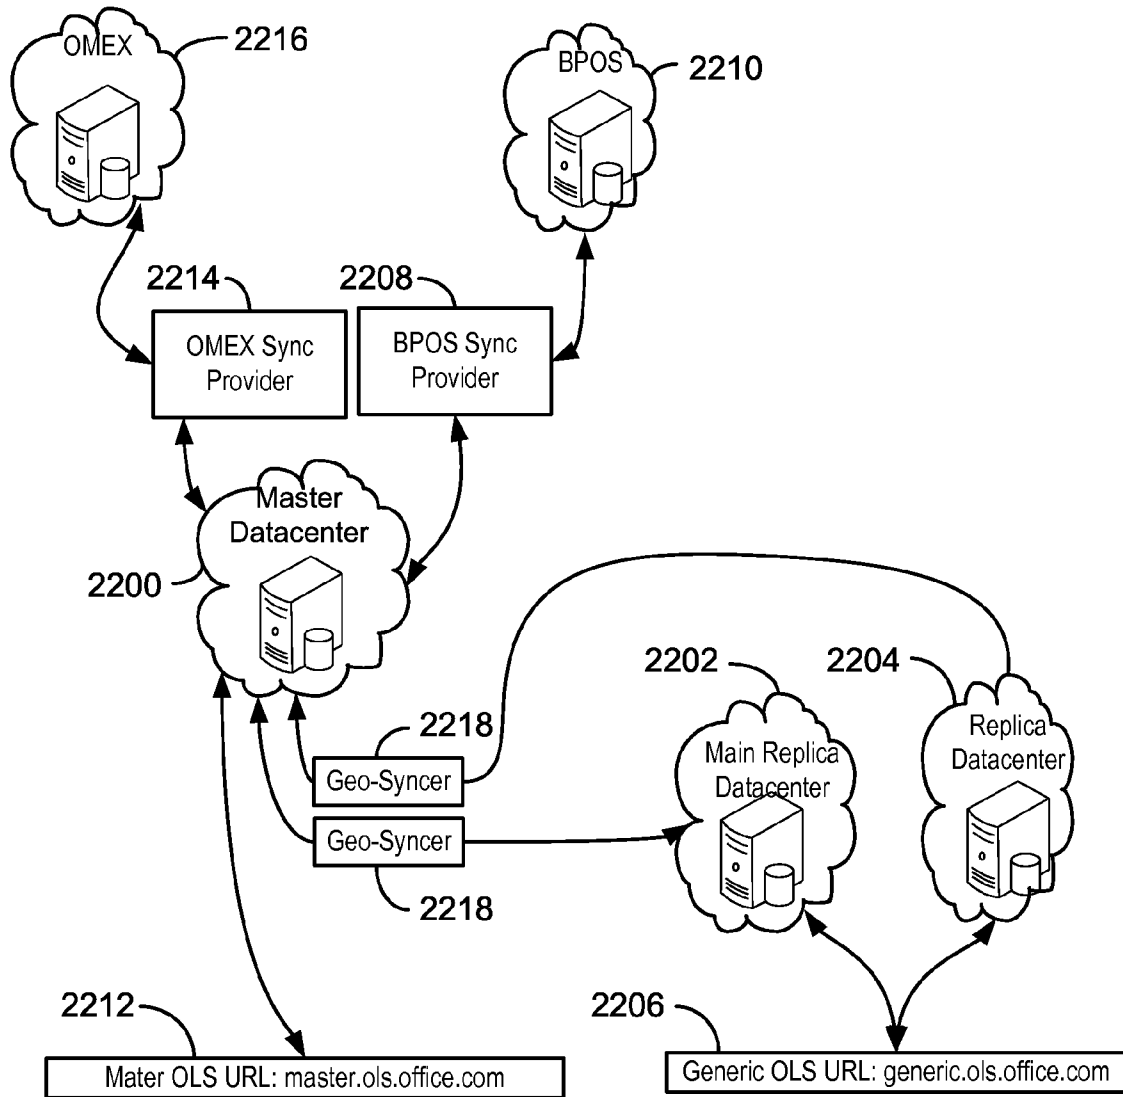 OMEX
2216
BPOS
2210
2214
2208
OMEX Sync
Provider
BPOS Sync
Provider
Master
Datacenter
2200
2202
2204
2218
Geo-Syncer
Geo-Syncer
2218
Main Replica
Datacenter
Replica
Datacenter
2212
2206
Mater OLS URL: master.ols.office.com
Generic OLS URL: generic.ols.office.com